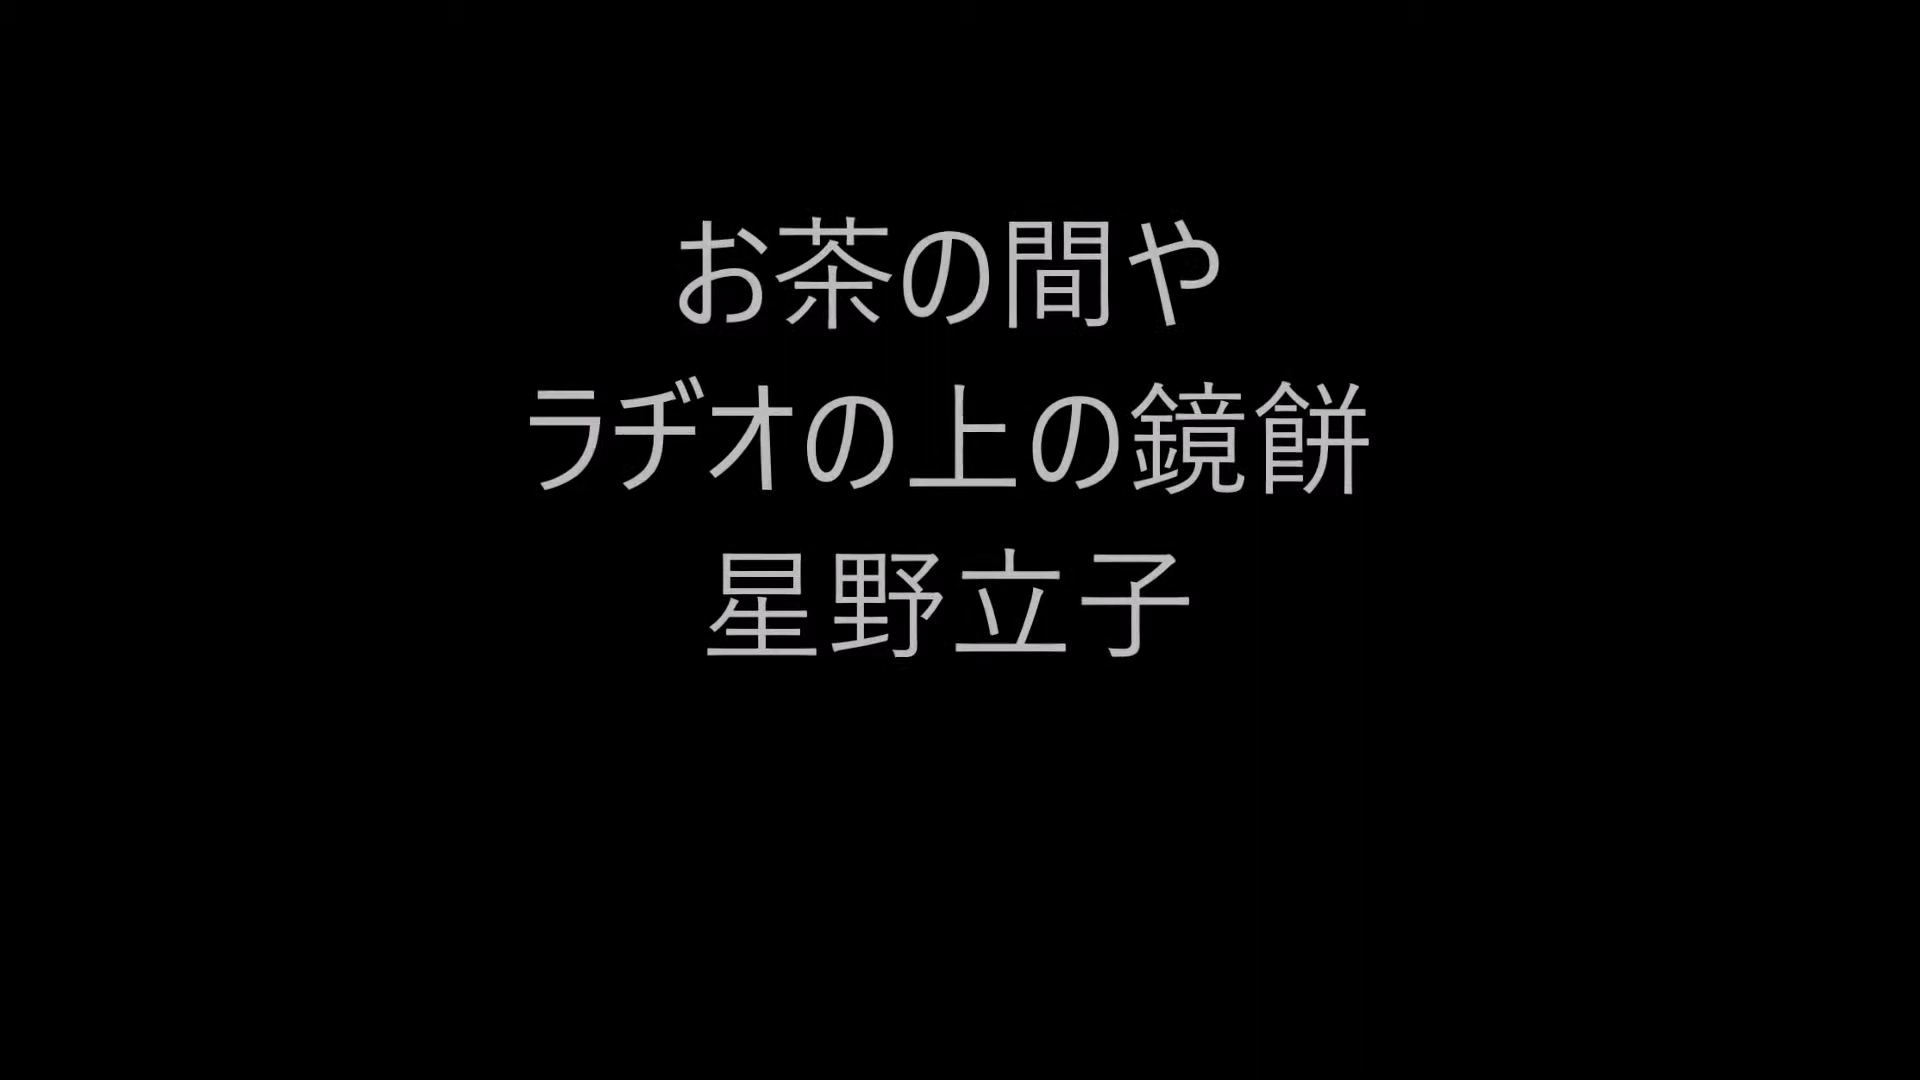 お茶の間や
ラヂオの上の鏡餅
星野立子